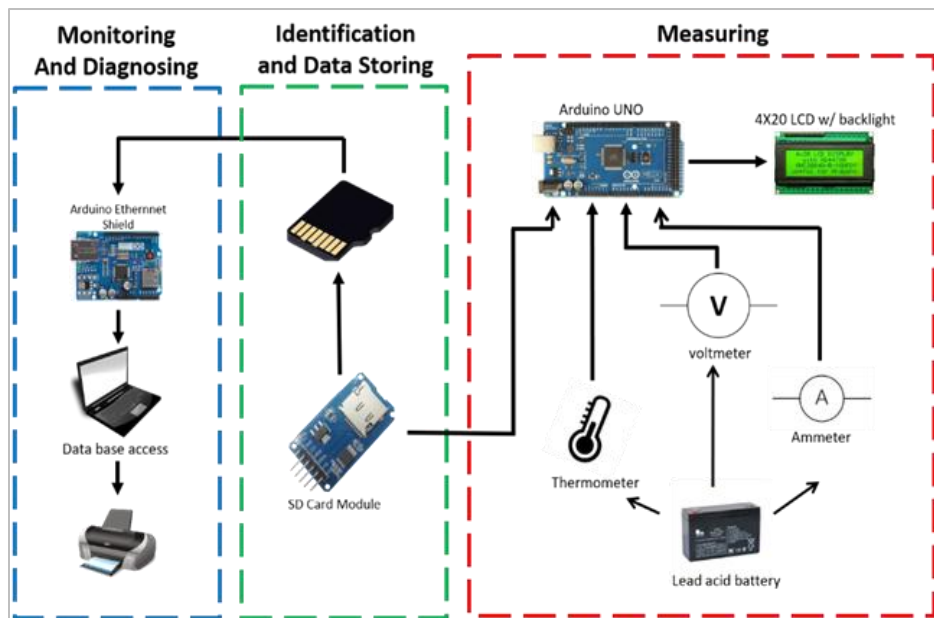 Monitoring
And Diagnosing
Identification
and Data Storing
Measuring
Arduino UNO
4X20 LCD w/ backlight
Arduino Ethernnet
Shield
V
voltmeter
A
Ammeter
Data base access
Thermometer
SD Card Module
Lead acid battery